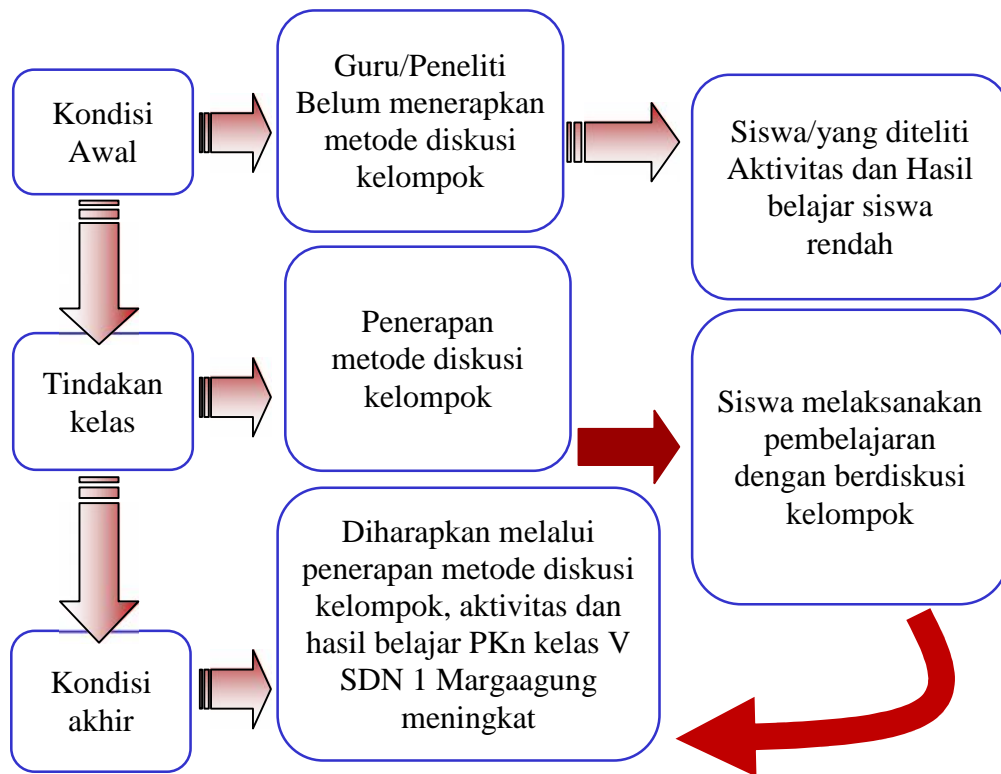 Kondisi
Awal
Guru/Peneliti
Belum menerapkan
metode diskusi
kelompok
Siswa/yang diteliti
Aktivitas dan Hasil
belajar siswa
rendah
Tindakan
kelas
Penerapan
metode diskusi
kelompok
Siswa melaksanakan
pembelajaran
dengan berdiskusi
kelompok
Kondisi
akhir
Diharapkan melalui
penerapan metode diskusi
kelompok, aktivitas dan
hasil belajar PKn kelas V
SDN 1 Margaagung
meningkat